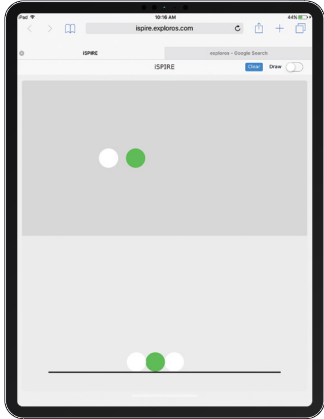 iPad 10:16 AM 44%
ispire.exploros.com
iSPIRE exploros - Google Search
iSPIRE Clear Draw